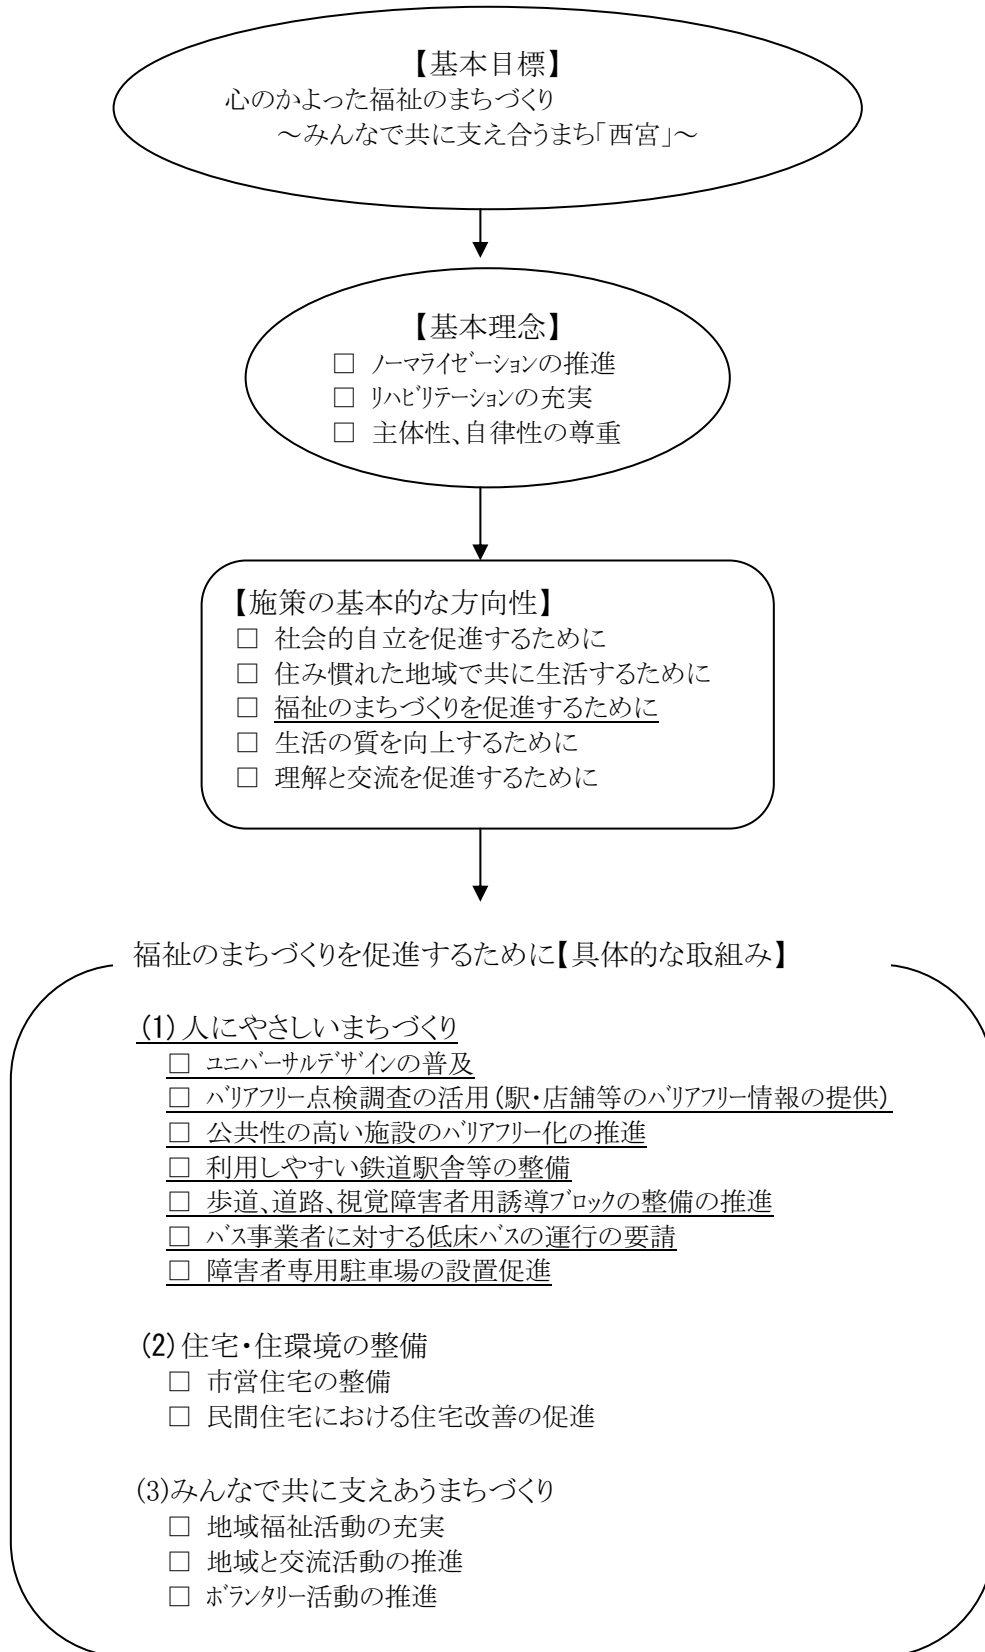 【基本目標】
心のかよった福祉のまちづくり
～みんなで共に支え合うまち「西宮」～
【基本理念】
□ ﾉｰﾏﾗｲｾﾞｰｼｮﾝの推進
□ ﾘﾊﾋﾞﾘﾃｰｼｮﾝの充実
□ 主体性、自律性の尊重
【施策の基本的な方向性】
□ 社会的自立を促進するために
□ 住み慣れた地域で共に生活するために
□ 福祉のまちづくりを促進するために
□ 生活の質を向上するために
□ 理解と交流を促進するために
福祉のまちづくりを促進するために【具体的な取組み】
(1) 人にやさしいまちづくり
□ ﾕﾆﾊﾞｰｻﾙﾃﾞｻﾞｲﾝの普及
□ ﾊﾞﾘｱﾌﾘｰ点検調査の活用（駅・店舗等のﾊﾞﾘｱﾌﾘｰ情報の提供）
□ 公共性の高い施設のﾊﾞﾘｱﾌﾘｰ化の推進
□ 利用しやすい鉄道駅舎等の整備
□ 歩道、道路、視覚障害者用誘導ﾌﾞﾛｯｸの整備の推進
□ ﾊﾞｽ事業者に対する低床ﾊﾞｽの運行の要請
□ 障害者専用駐車場の設置促進
(2) 住宅・住環境の整備
□ 市営住宅の整備
□ 民間住宅における住宅改善の促進
(3)みんなで共に支えあうまちづくり
□ 地域福祉活動の充実
□ 地域と交流活動の推進
□ ﾎﾞﾗﾝﾀﾘｰ活動の推進